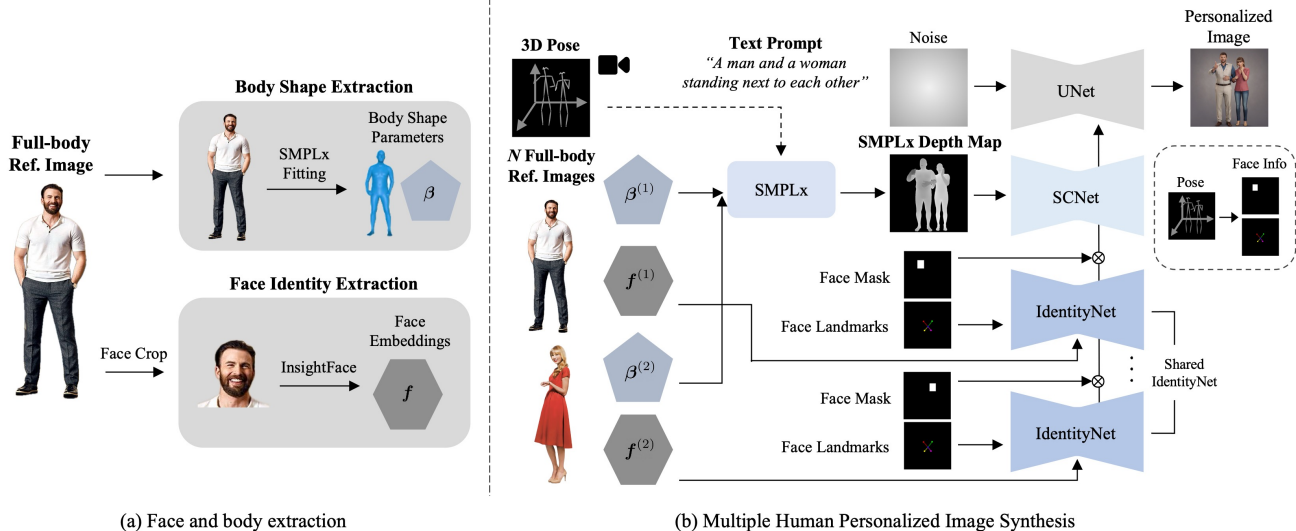 Full-body
Ref. Image
Face Crop
Body Shape Extraction
SMPLx
Fitting
Body Shape
Parameters
β
Face Identity Extraction
InsightFace
Face
Embeddings
f
(a) Face and body extraction
3D Pose
Text Prompt
“A man and a woman
standing next to each other”
Noise
UNet
Personalized
Image
N Full-body
Ref. Images
β(1)
SMPLx
SMPLx Depth Map
SCNet
Pose
Face Info
f(1)
Face Mask
Face Landmarks
IdentityNet
β(2)
Shared
IdentityNet
Face Mask
Face Landmarks
IdentityNet
f(2)
(b) Multiple Human Personalized Image Synthesis